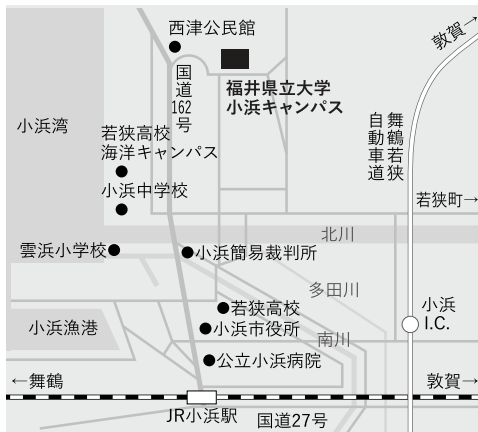 西津公民館
敦賀→
福井県立大学
小浜キャンパス
国道162号
舞鶴若狭
自動車道
小浜湾
若狭高校
海洋キャンパス
小浜中学校
若狭町→
北川
雲浜小学校
小浜簡易裁判所
多田川
若狭高校
小浜
I.C.
小浜漁港
小浜市役所
南川
公立小浜病院
←舞鶴
敦賀→
JR小浜駅
国道27号